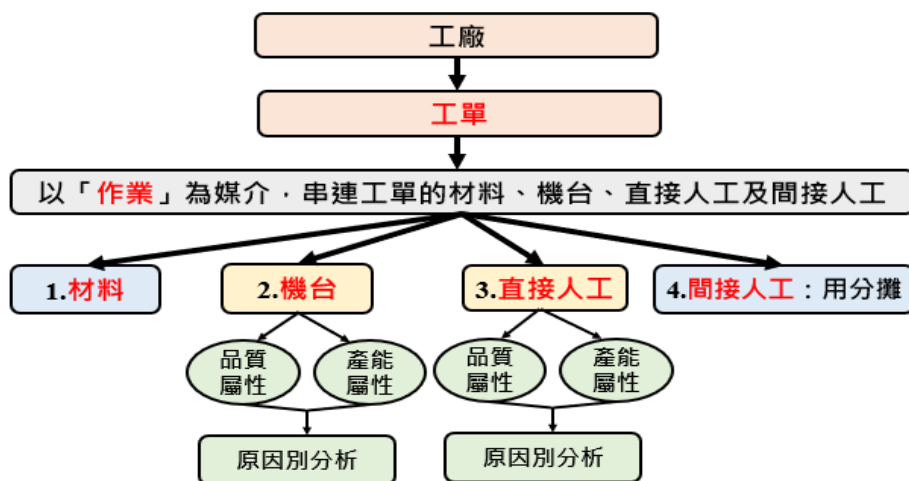 工廠
工單
以「作業」為媒介，串連工單的材料、機台、直接人工及間接人工
1.材料
2.機台
3.直接人工
4.間接人工：用分攤
品質
屬性
產能
屬性
品質
屬性
產能
屬性
原因別分析
原因別分析